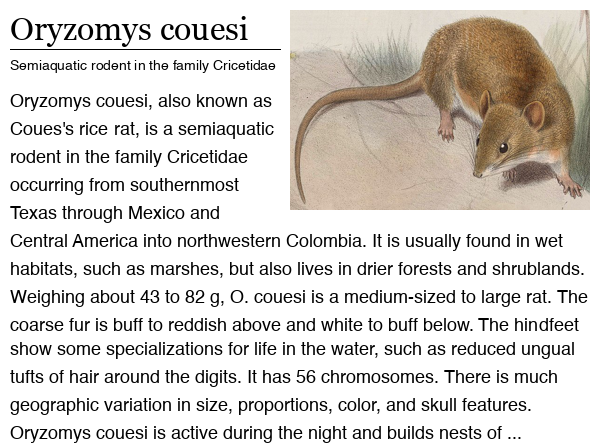 Oryzomys couesi
Semiaquatic rodent in the family Cricetidae
Oryzomys couesi, also known as
Coues's rice rat, is a semiaquatic
rodent in the family Cricetidae
occurring from southernmost
Texas through Mexico and
Central America into northwestern Colombia. It is usually found in wet
habitats, such as marshes, but also lives in drier forests and shrublands.
Weighing about 43 to 82 g, O. couesi is a medium-sized to large rat. The
coarse fur is buff to reddish above and white to buff below. The hindfeet
show some specializations for life in the water, such as reduced ungual
tufts of hair around the digits. It has 56 chromosomes. There is much
geographic variation in size, proportions, color, and skull features.
Oryzomys couesi is active during the night and builds nests of ...